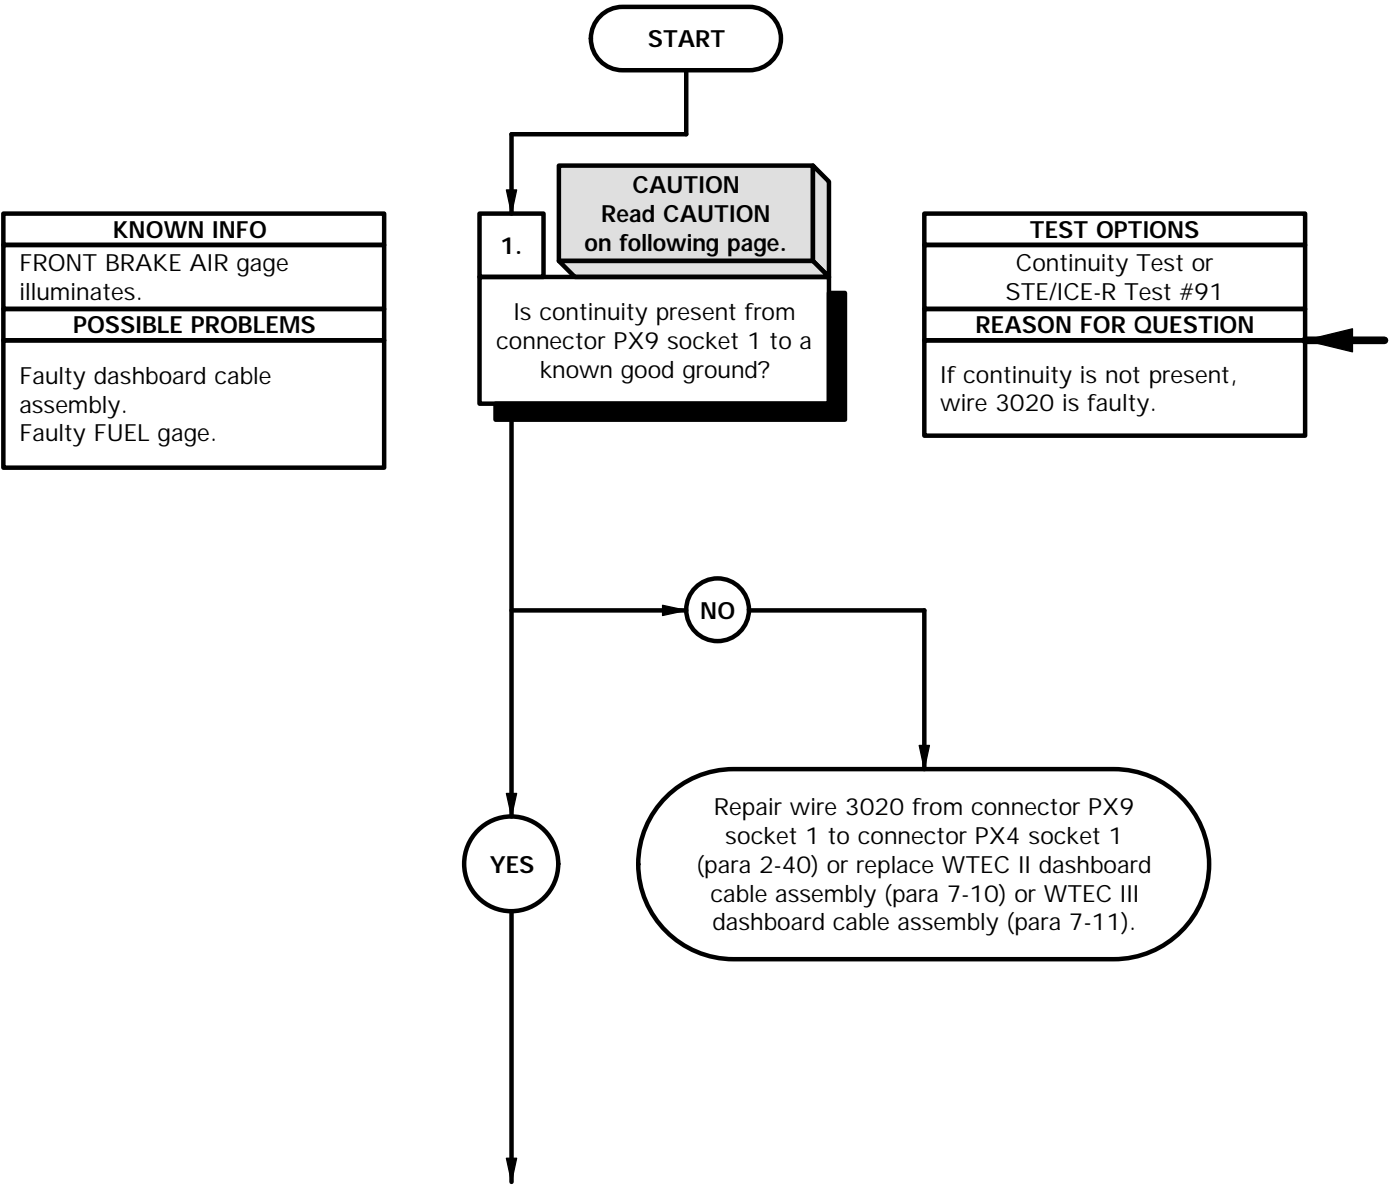 START
KNOWN INFO
FRONT BRAKE AIR gage
illuminates.
POSSIBLE PROBLEMS
Faulty dashboard cable
assembly.
Faulty FUEL gage.
CAUTION
Read CAUTION
on following page.
1.
Is continuity present from
connector PX9 socket 1 to a
known good ground?
TEST OPTIONS
Continuity Test or
STE/ICE-R Test #91
REASON FOR QUESTION
If continuity is not present,
wire 3020 is faulty.
NO
YES
Repair wire 3020 from connector PX9
socket 1 to connector PX4 socket 1
(para 2-40) or replace WTEC II dashboard
cable assembly (para 7-10) or WTEC III
dashboard cable assembly (para 7-11).